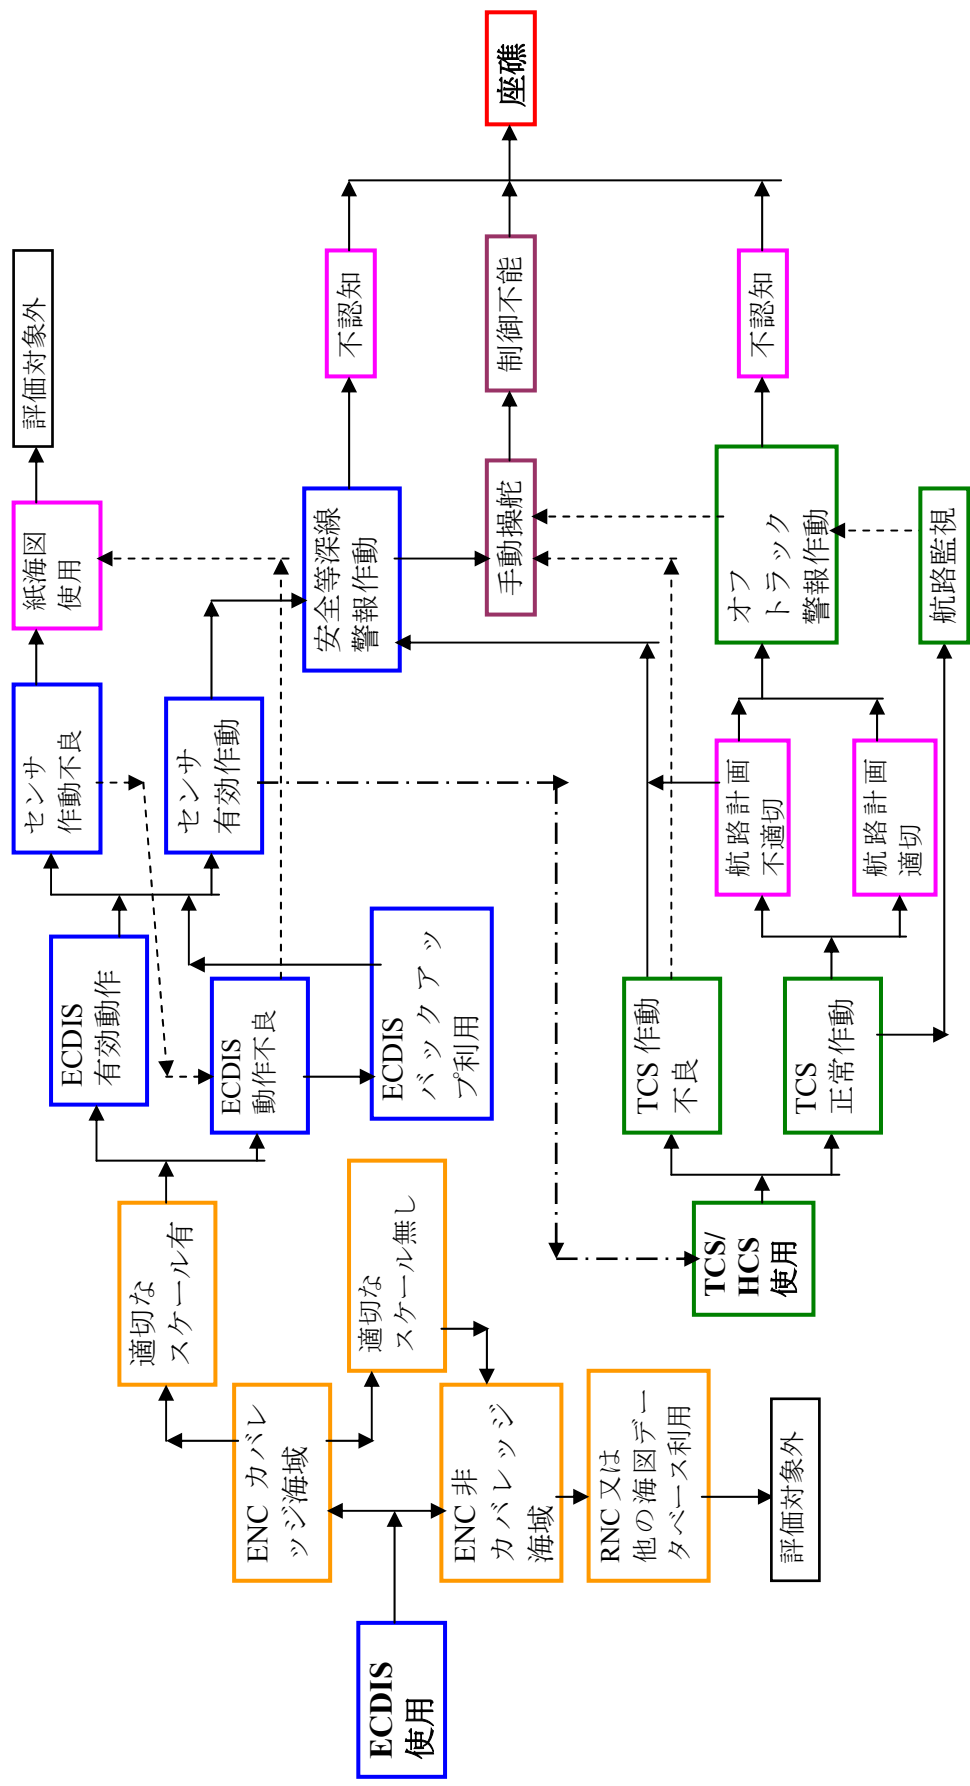 ECDIS
使用
ENC カバレ
ッジ海域
ENC 非
カバレッジ
海域
RNC 又は
他の海図デー
タベース利用
評価対象外
適切な
スケール有
適切な
スケール無し
ECDIS
有効動作
ECDIS
動作不良
ECDIS
バックアッ
プ利用
センサ
作動不良
センサ
有効作動
紙海図
使用
評価対象外
TCS/
HCS
使用
TCS 作動
不良
TCS
正常作動
航路計画
不適切
航路計画
適切
安全等深線
警報作動
手動操舵
オフ
トラック
警報作動
航路監視
不認知
制御不能
不認知
座礁